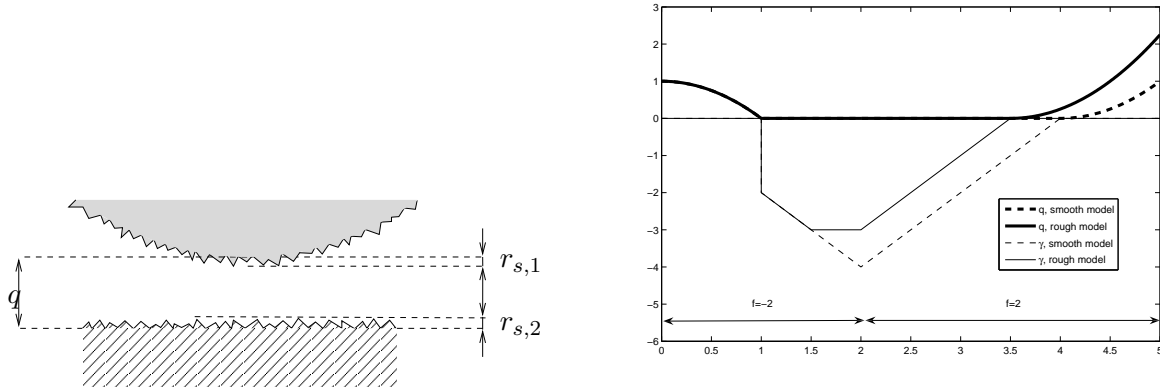 r_{s,1}
q
r_{s,2}
3
2
1
0
−1
−2
−3
−4
−5
−6
0 0.5 1 1.5 2 2.5 3 3.5 4 4.5 5
q, smooth model
q, rough model
γ, smooth model
γ, rough model
f=−2
f=2